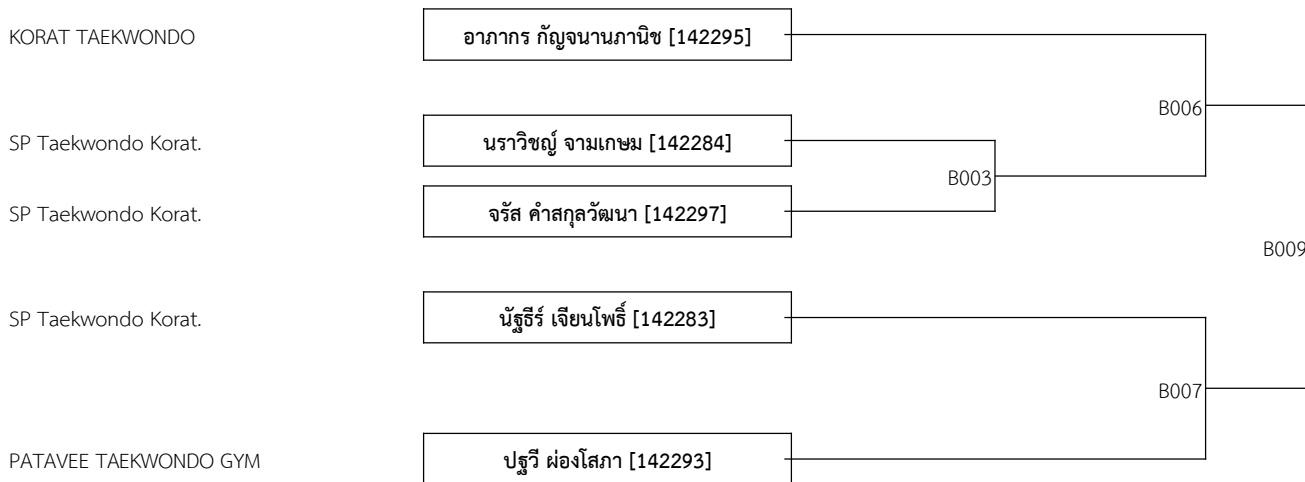 KORAT TAEKWONDO
อาภากร กัญจนานภานิช [142295]
B006
SP Taekwondo Korat.
นราวิชญ์ จามเกษม [142284]
B003
SP Taekwondo Korat.
จรัส คำสกุลวัฒนา [142297]
B009
SP Taekwondo Korat.
นัฐธีร์ เจียนโพธิ์ [142283]
B007
PATAVEE TAEKWONDO GYM
ปฐวี ผ่องโสภา [142293]